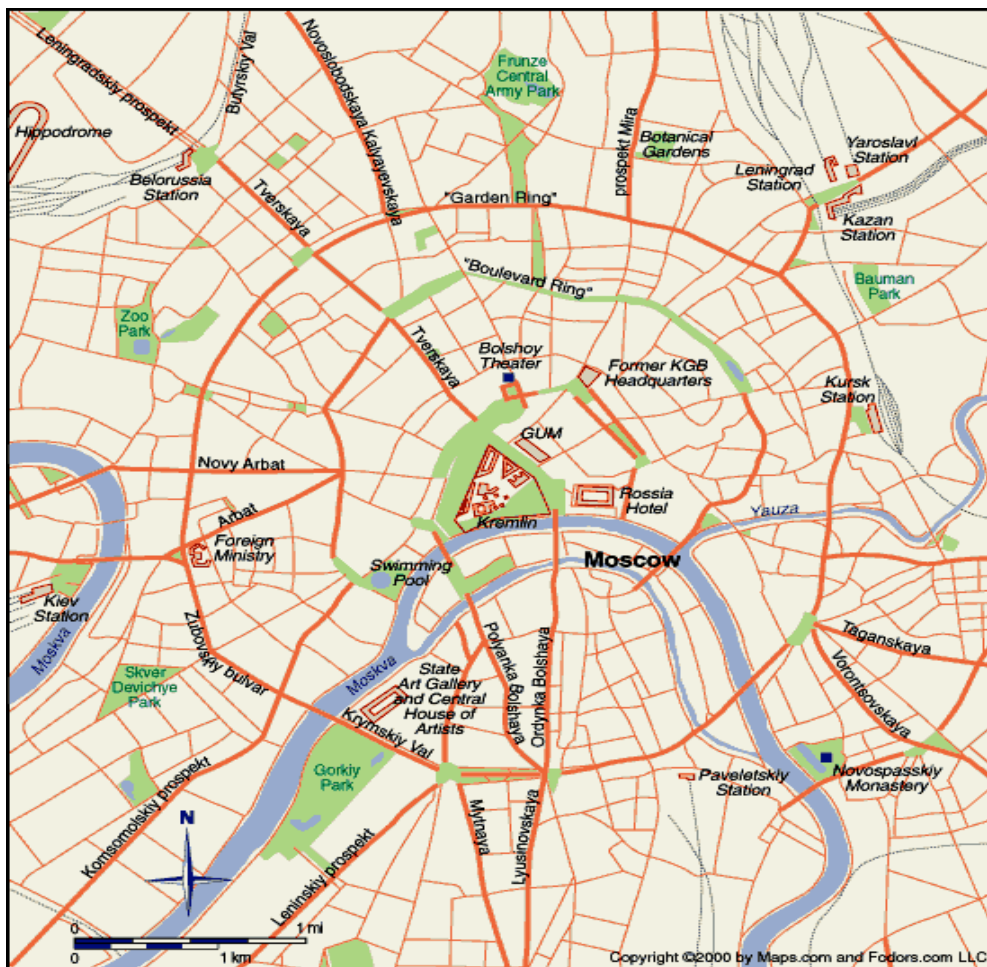 Leningradskiy prospekt
Butyrskiy Val
Novoslobodskaya Kalyayevskaya
Frunze
Central
Army Park
prospekt Mira
Botanical
Gardens
Yaroslavl
Station
Leningrad
Station
Kazan
Station
Hippodrome
Belorussia
Station
Tverskaya
"Garden Ring"
"Boulevard Ring"
Bauman
Park
Zoo
Park
Tverskaya
Bolshoy
Theater
Former KGB
Headquarters
Kursk
Station
GUM
Novy Arbat
Arbat
Rossia
Hotel
Kremlin
Yauza
Foreign
Ministry
Moscow
Swimming
Pool
Kiev
Station
Moskva
Zubovskiy bulvar
Skver
Devichye
Park
Moskva
State
Art Gallery
and Central
House of
Artists
Polyanka Bolshaya
Ordynka Bolshaya
Taganskaya
Vorontsovskaya
Krymskiy Val
Gorkiy
Park
Paveletskiy
Station
Novospasskiy
Monastery
Komsomolskiy prospekt
N
Leninskiy prospekt
Mytnaya
Lyusinovskaya
0 1 mi
0 1 km
Copyright ©2000 by Maps.com and Fodors.com LLC